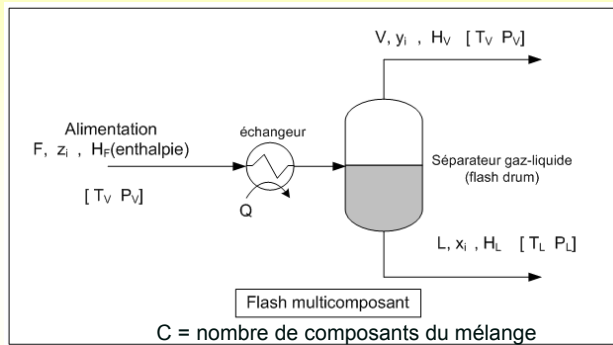 V, yi , HV [ TV PV]
Alimentation
F, zi , HF(enthalpie)
[ TV PV]
échangeur
Q
Séparateur gaz-liquide
(flash drum)
L, xi , HL [ TL PL]
Flash multicomposant
C = nombre de composants du mélange